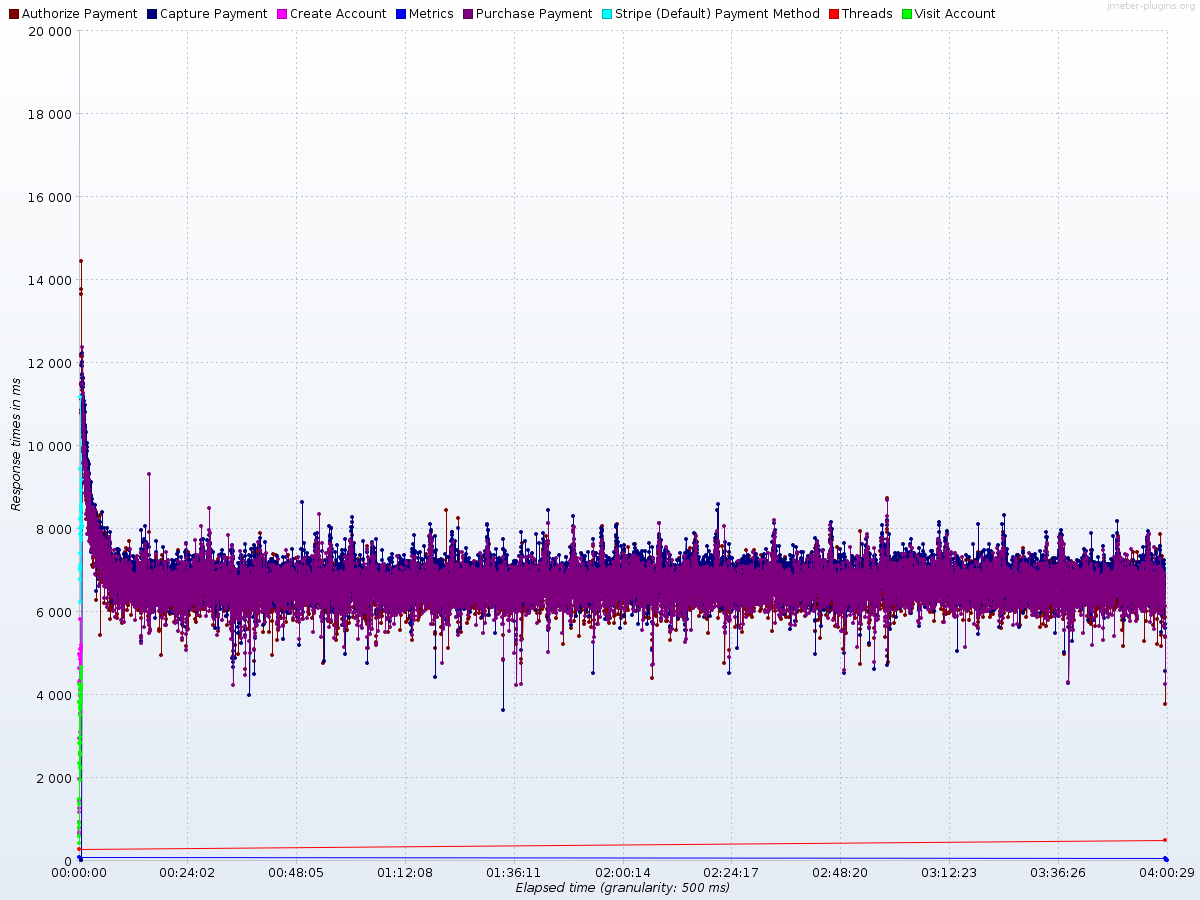 jmeter-plugins.org
Authorize Payment Capture Payment Create Account Metrics Purchase Payment Stripe (Default) Payment Method Threads Visit Account
20 000
18 000
16 000
14 000
12 000
10 000
8 000
6 000
4 000
2 000
0
Response times in ms
00:00:00 00:24:02 00:48:05 01:12:08 01:36:11 02:00:14 02:24:17 02:48:20 03:12:23 03:36:26 04:00:29
Elapsed time (granularity: 500 ms)